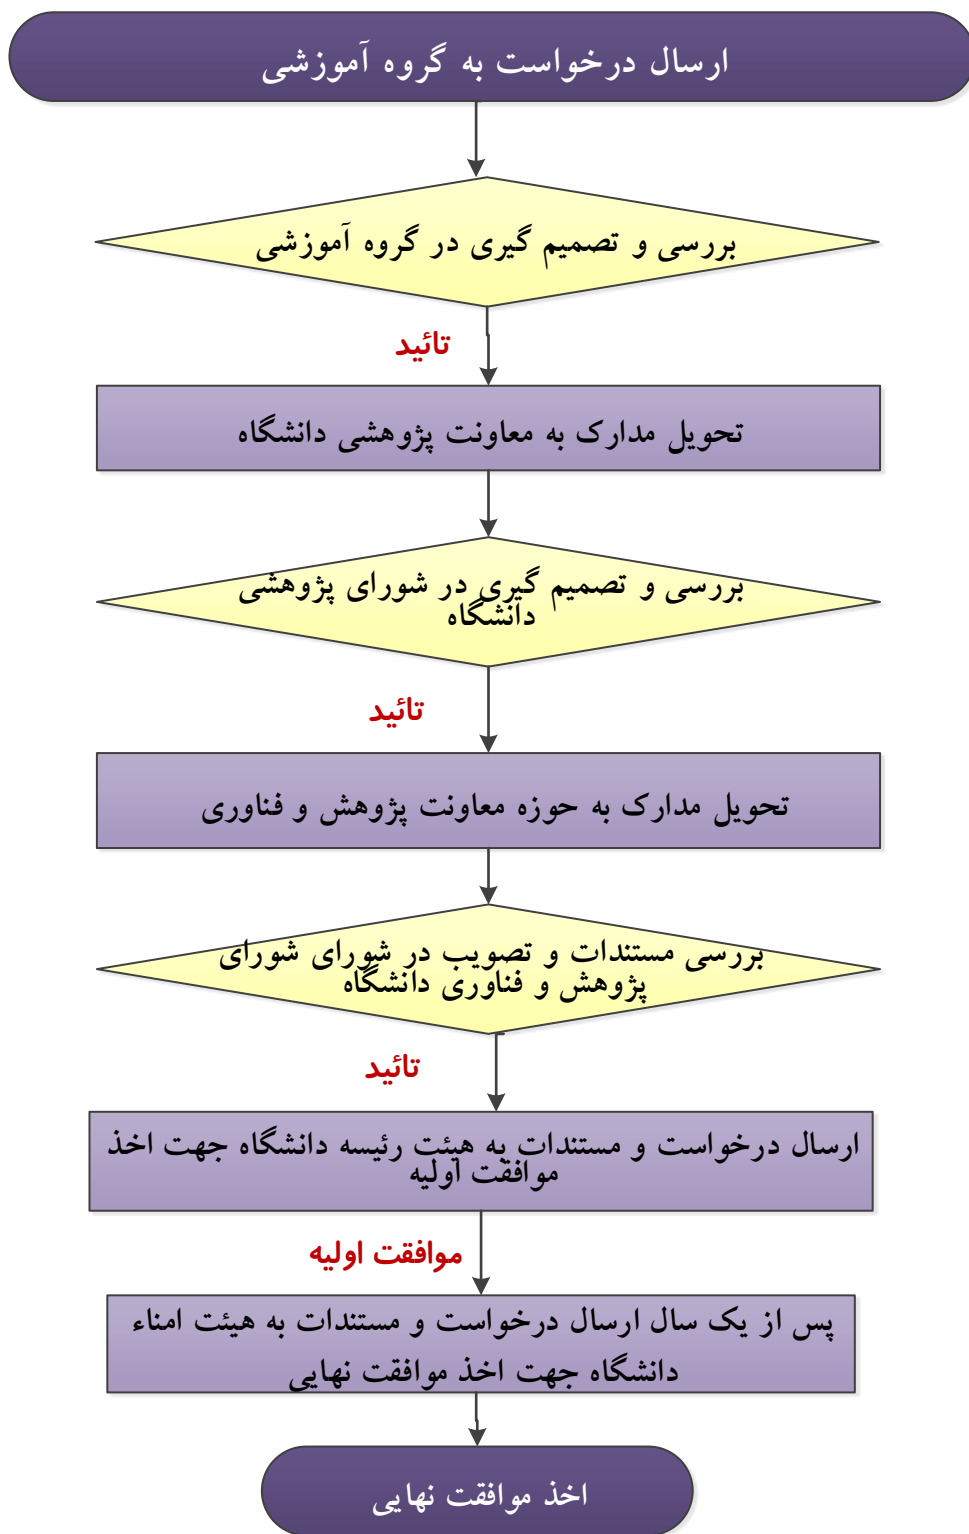 ارسال درخواست به گروه آموزشی
بررسی و تصمیم گیری در گروه آموزشی
تائید
تحویل مدارک به معاونت پژوهشی دانشگاه
بررسی و تصمیم گیری در شورای پژوهشی
دانشگاه
تائید
تحویل مدارک به حوزه معاونت پژوهش و فناوری
بررسی مستندات و تصویب در شورای شورای
پژوهش و فناوری دانشگاه
تائید
ارسال درخواست و مستندات به هیئت رئیسه دانشگاه جهت اخذ
موافقت اولیه
موافقت اولیه
پس از یک سال ارسال درخواست و مستندات به هیئت امناء
دانشگاه جهت اخذ موافقت نهایی
اخذ موافقت نهایی